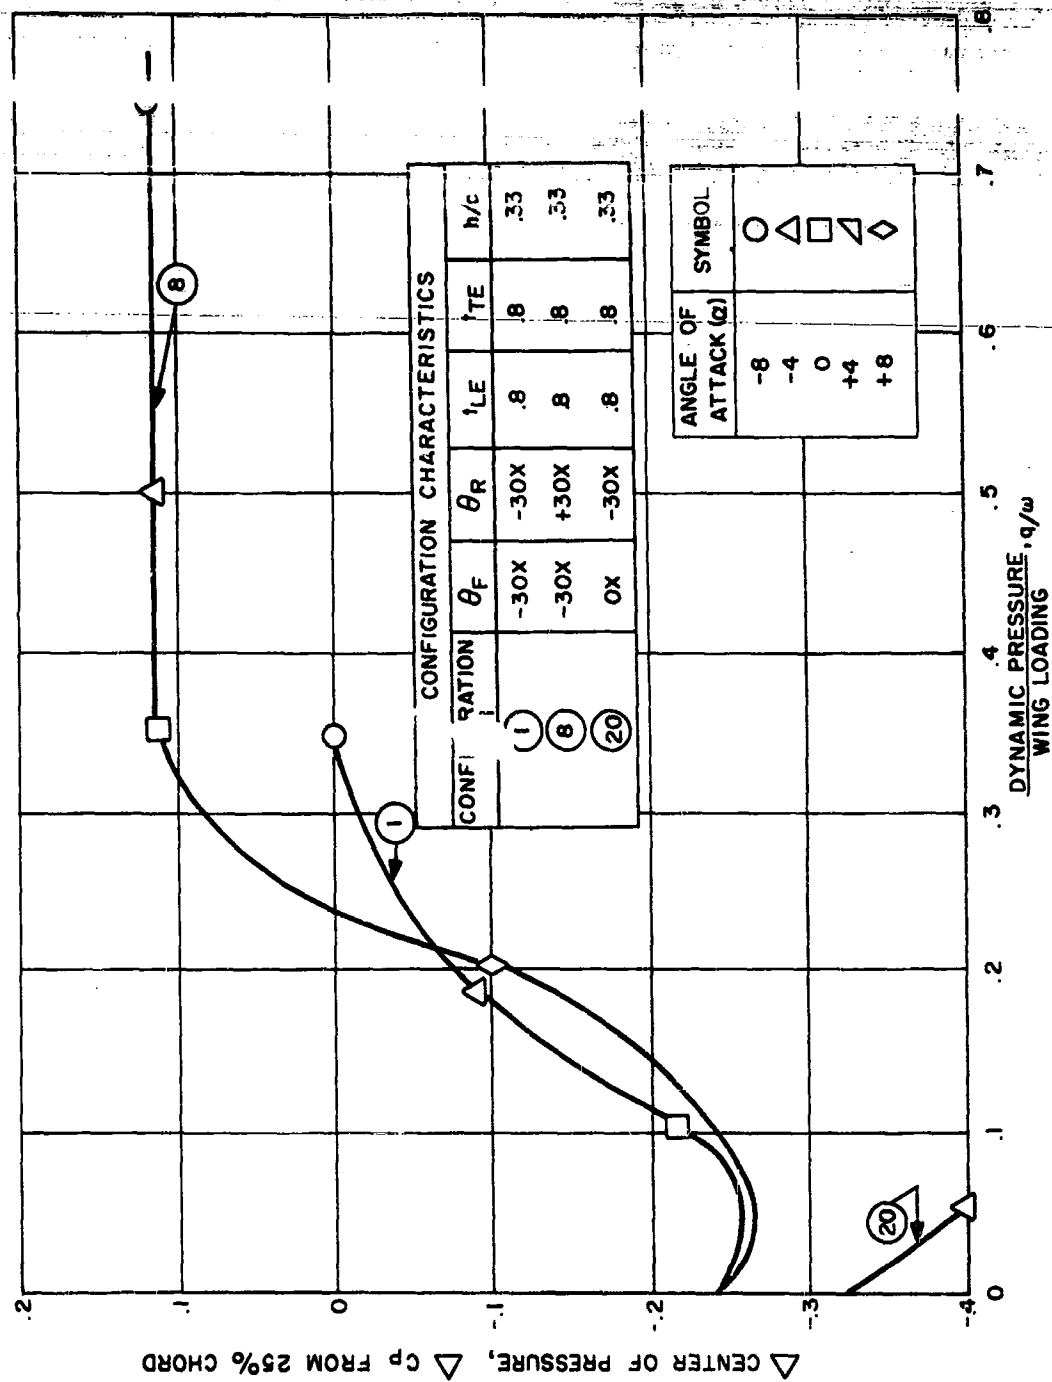 △ CENTER OF PRESSURE, △ Cp FROM 25% CHORD
.2
.1
0
-.1
-.2
-.3
-.4
0
.1
.2
.3
.4
.5
.6
.7
.8
DYNAMIC PRESSURE, q/ω
WING LOADING
8
1
20
CONFIGURATION CHARACTERISTICS
CONFI RATION θF θR tLE tTE h/c
1 -30X -30X .8 .8 .33
8 -30X +30X .8 .8 .33
20 0X -30X .8 .8 .33
ANGLE OF ATTACK (α) SYMBOL
-8 ○
-4 △
0 □
+4 ◿
+8 ◇